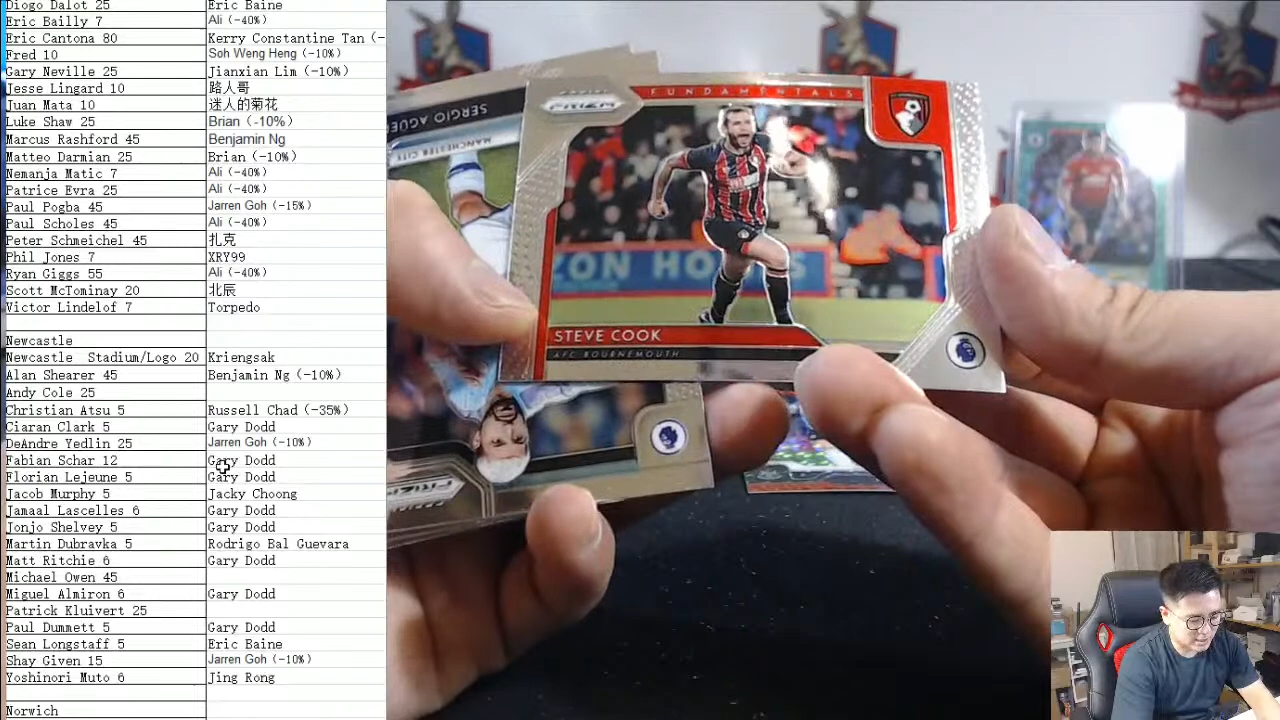 Diogo Dalot 25 Eric Baine
Eric Bailly 7 Ali (-40%)
Eric Cantona 80 Kerry Constantine Tan (-
Fred 10 Soh Weng Heng (-10%)
Gary Neville 25 Jianxian Lim (-10%)
Jesse Lingard 10 路人哥
Juan Mata 10 迷人的菊花
Luke Shaw 25 Brian (-10%)
Marcus Rashford 45 Benjamin Ng
Matteo Darmian 25 Brian (-10%)
Nemanja Matic 7 Ali (-40%)
Patrice Evra 25 Ali (-40%)
Paul Pogba 45 Jarren Goh (-15%)
Paul Scholes 45 Ali (-40%)
Peter Schmeichel 45 扎克
Phil Jones 7 XRY99
Ryan Giggs 55 Ali (-40%)
Scott McTominay 20 北辰
Victor Lindelof 7 Torpedo
Newcastle
Newcastle Stadium/Logo 20 Kriengsak
Alan Shearer 45 Benjamin Ng (-10%)
Andy Cole 25
Christian Atsu 5 Russell Chad (-35%)
Ciaran Clark 5 Gary Dodd
DeAndre Yedlin 25 Jarren Goh (-10%)
Fabian Schar 12 Gary Dodd
Florian Lejeune 5 Gary Dodd
Jacob Murphy 5 Jacky Choong
Jamaal Lascelles 6 Gary Dodd
Jonjo Shelvey 5 Gary Dodd
Martin Dubravka 5 Rodrigo Bal Guevara
Matt Ritchie 6 Gary Dodd
Michael Owen 45
Miguel Almiron 6 Gary Dodd
Patrick Kluivert 25
Paul Dummett 5 Gary Dodd
Sean Longstaff 5 Eric Baine
Shay Given 15 Jarren Goh (-10%)
Yoshinori Muto 6 Jing Rong
Norwich
PRIZM
FUNDAMENTALS
ZON HO
STEVE COOK
AFC BOURNEMOUTH
SERGIO AGÜE
MANCHESTER CITY
PRIZM